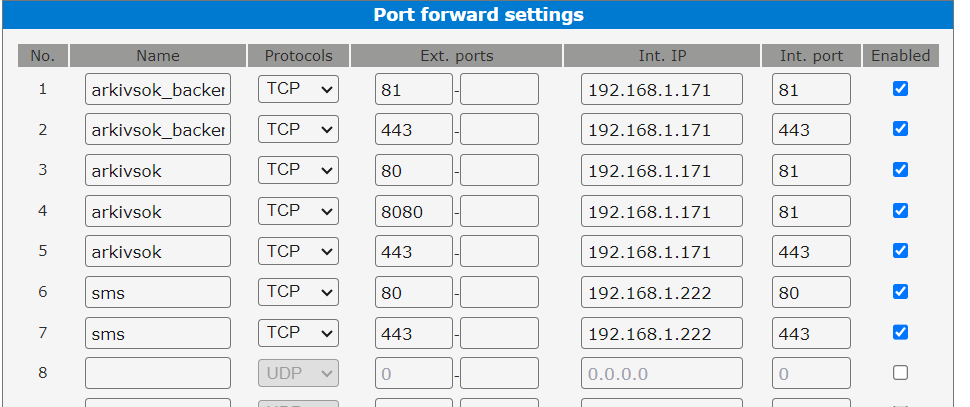 Port forward settings
No. Name Protocols Ext. ports Int. IP Int. port Enabled
1 arkivsok_backer TCP 81 - 192.168.1.171 81
2 arkivsok_backer TCP 443 - 192.168.1.171 443
3 arkivsok TCP 80 - 192.168.1.171 81
4 arkivsok TCP 8080 - 192.168.1.171 81
5 arkivsok TCP 443 - 192.168.1.171 443
6 sms TCP 80 - 192.168.1.222 80
7 sms TCP 443 - 192.168.1.222 443
8 UDP 0 - 0.0.0.0 0